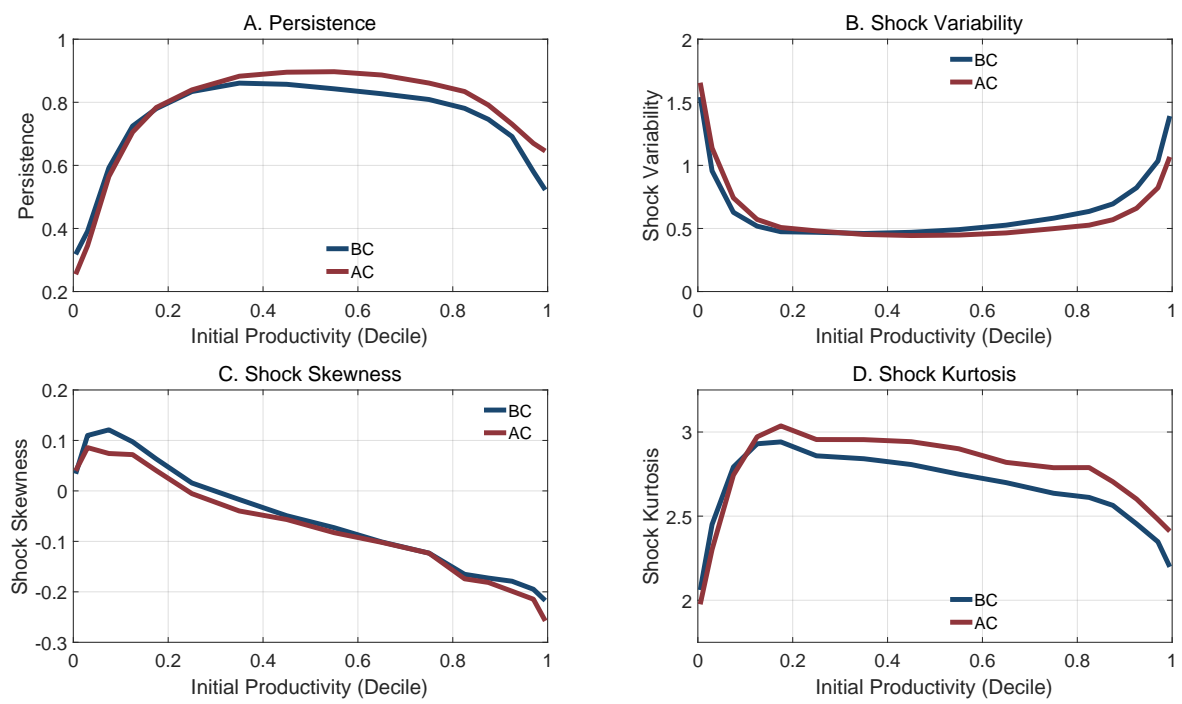 A. Persistence
1
0.8
0.6
0.4
0.2
Persistence
BC
AC
0 0.2 0.4 0.6 0.8 1
Initial Productivity (Decile)
B. Shock Variability
2
1.5
1
0.5
0
Shock Variability
BC
AC
0 0.2 0.4 0.6 0.8 1
Initial Productivity (Decile)
C. Shock Skewness
0.2
0.1
0
-0.1
-0.2
-0.3
Shock Skewness
BC
AC
0 0.2 0.4 0.6 0.8 1
Initial Productivity (Decile)
D. Shock Kurtosis
3
2.5
2
Shock Kurtosis
BC
AC
0 0.2 0.4 0.6 0.8 1
Initial Productivity (Decile)